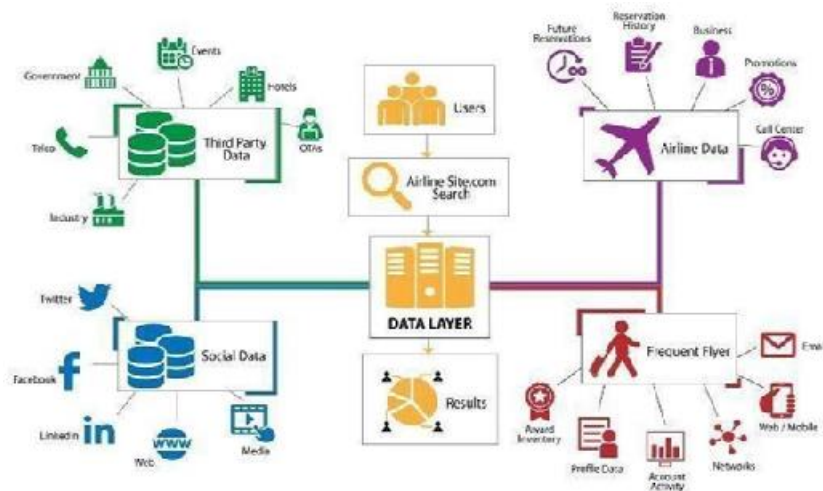 Events
Government
Hotels
Telco
Third Party
Data
OTAs
Industry
Users
Airline Site.com
Search
DATA LAYER
Results
Future
Reservations
Reservation
History
Business
Promotions
Airline Data
Call Center
Twitter
Facebook
Social Data
LinkedIn
WWW
Web
Media
Frequent Flyer
Ema
Award
Inventory
Profile Data
Account
Activity
Networks
Web / Mobile